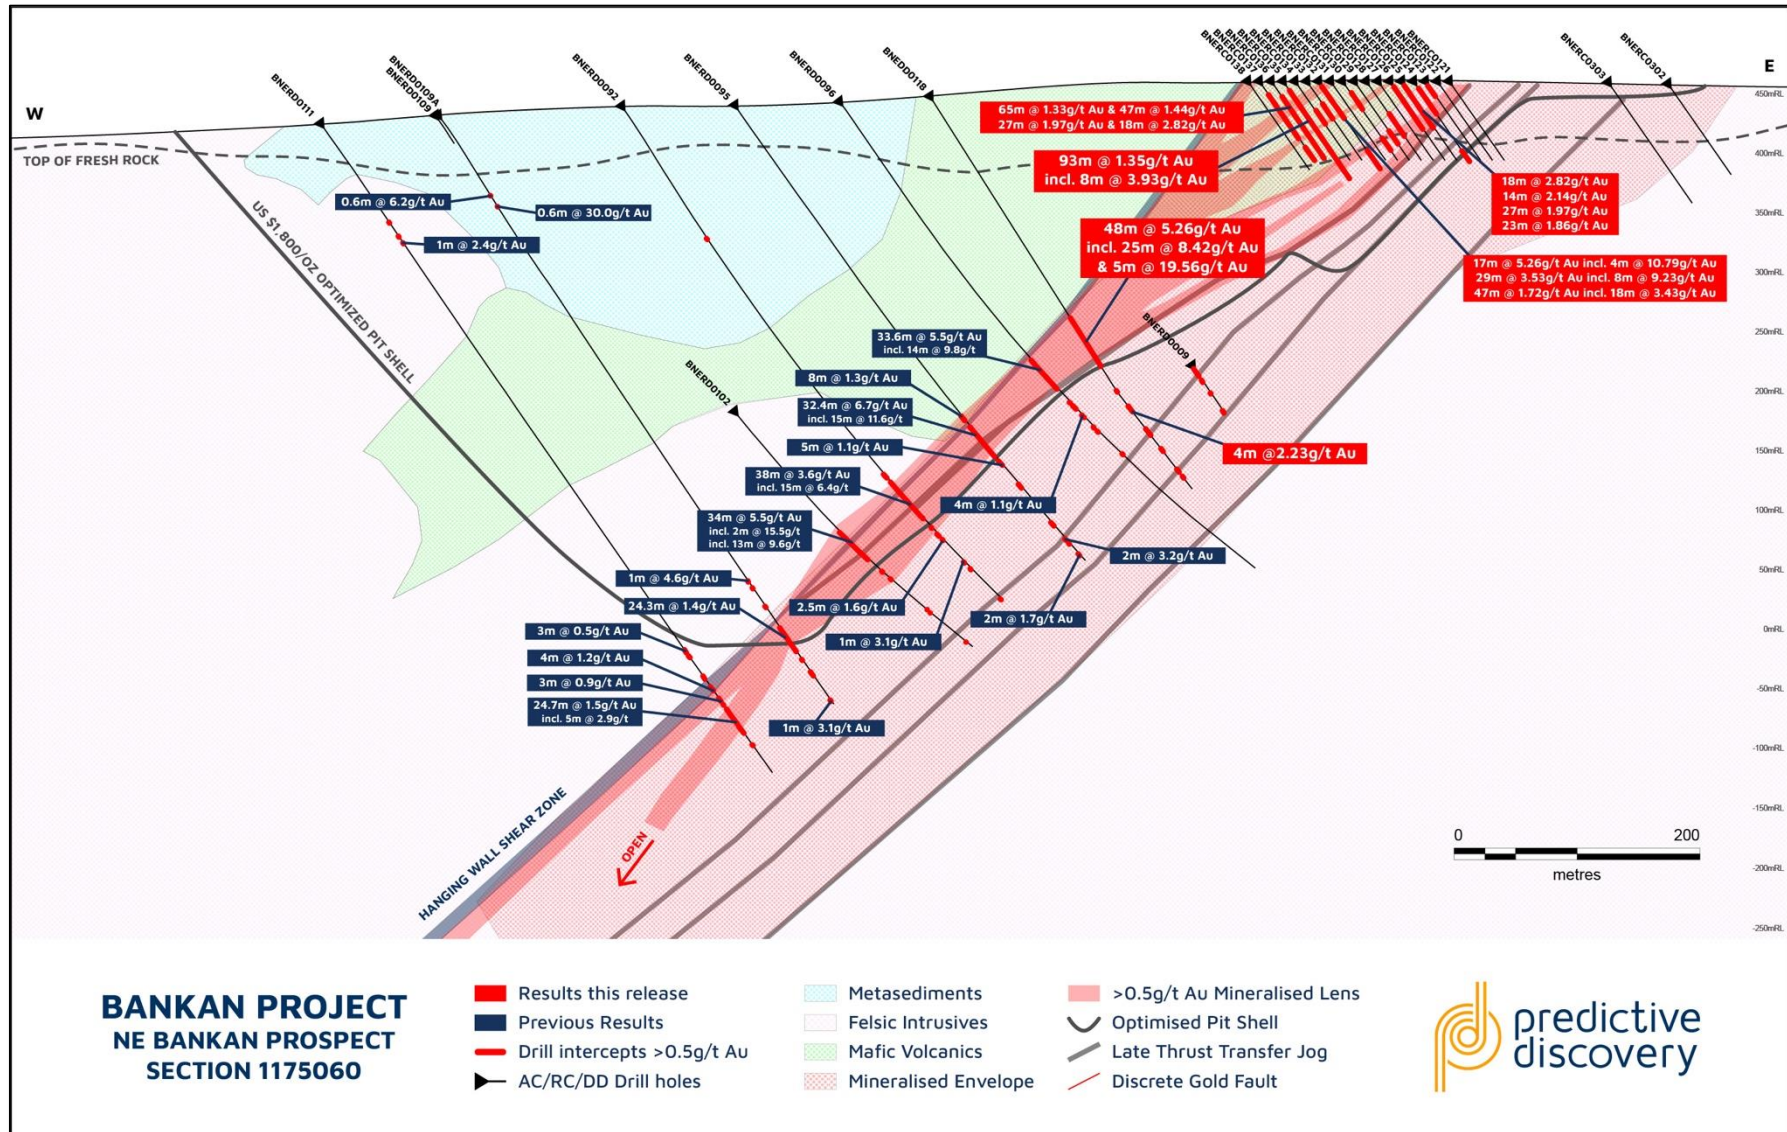 W
E
TOP OF FRESH ROCK
US $1,800/OZ OPTIMIZED PIT SHELL
HANGING WALL SHEAR ZONE
OPEN
BNERD0111
BNERD0109A
BNERD0109
BNERD0092
BNERD0095
BNERD0096
BNEDD0118
BNERC0138
BNERC0137
BNERC0121
BNERC0303
BNERC0302
BNERD0102
BNERD0009
0.6m @ 6.2g/t Au
0.6m @ 30.0g/t Au
1m @ 2.4g/t Au
65m @ 1.33g/t Au & 47m @ 1.44g/t Au
27m @ 1.97g/t Au & 18m @ 2.82g/t Au
93m @ 1.35g/t Au
incl. 8m @ 3.93g/t Au
48m @ 5.26g/t Au
incl. 25m @ 8.42g/t Au
& 5m @ 19.56g/t Au
18m @ 2.82g/t Au
14m @ 2.14g/t Au
27m @ 1.97g/t Au
23m @ 1.86g/t Au
17m @ 5.26g/t Au incl. 4m @ 10.79g/t Au
29m @ 3.53g/t Au incl. 8m @ 9.23g/t Au
47m @ 1.72g/t Au incl. 18m @ 3.43g/t Au
33.6m @ 5.5g/t Au
incl. 14m @ 9.8g/t
8m @ 1.3g/t Au
32.4m @ 6.7g/t Au
incl. 15m @ 11.6g/t
5m @ 1.1g/t Au
38m @ 3.6g/t Au
incl. 15m @ 6.4g/t
34m @ 5.5g/t Au
incl. 2m @ 15.5g/t
incl. 13m @ 9.6g/t
4m @2.23g/t Au
4m @ 1.1g/t Au
2m @ 3.2g/t Au
1m @ 4.6g/t Au
24.3m @ 1.4g/t Au
2.5m @ 1.6g/t Au
2m @ 1.7g/t Au
1m @ 3.1g/t Au
3m @ 0.5g/t Au
4m @ 1.2g/t Au
3m @ 0.9g/t Au
24.7m @ 1.5g/t Au
incl. 5m @ 2.9g/t
1m @ 3.1g/t Au
450mRL
400mRL
350mRL
300mRL
250mRL
200mRL
150mRL
100mRL
50mRL
0mRL
-50mRL
-100mRL
-150mRL
-200mRL
-250mRL
0 200
metres
BANKAN PROJECT
NE BANKAN PROSPECT
SECTION 1175060
Results this release
Previous Results
Drill intercepts >0.5g/t Au
AC/RC/DD Drill holes
Metasediments
Felsic Intrusives
Mafic Volcanics
Mineralised Envelope
>0.5g/t Au Mineralised Lens
Optimised Pit Shell
Late Thrust Transfer Jog
Discrete Gold Fault
predictive
discovery